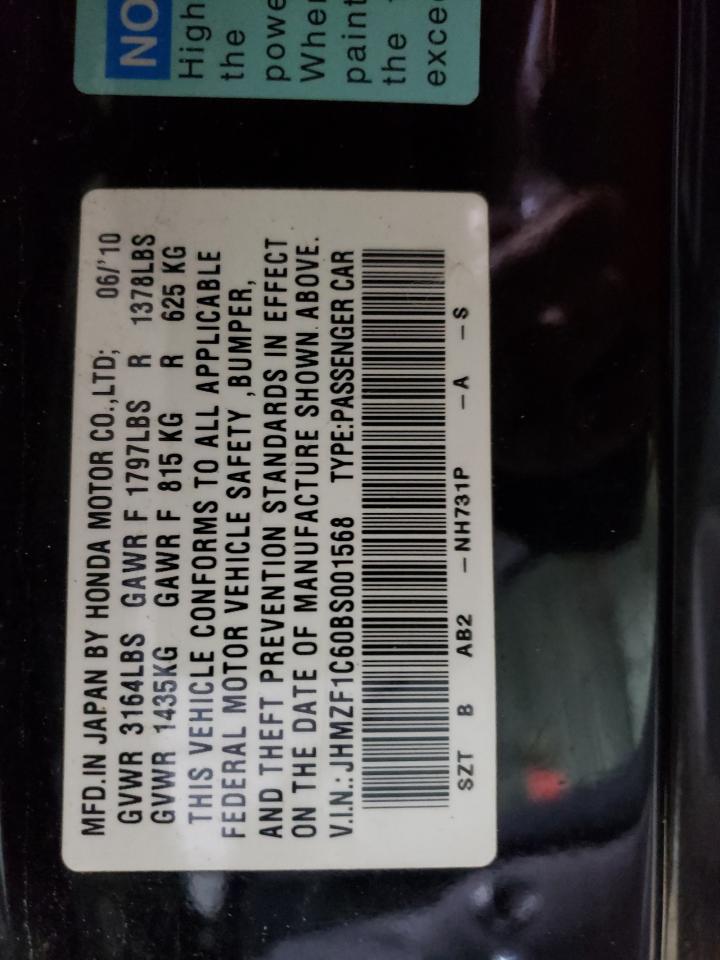 NO
High
the
powe
Whe
paint
the
exce
MFD.IN JAPAN BY HONDA MOTOR CO.,LTD; 06/'10
GVWR 3164LBS GAWR F 1797LBS R 1378LBS
GVWR 1435KG GAWR F 815 KG R 625 KG
THIS VEHICLE CONFORMS TO ALL APPLICABLE
FEDERAL MOTOR VEHICLE SAFETY ,BUMPER,
AND THEFT PREVENTION STANDARDS IN EFFECT
ON THE DATE OF MANUFACTURE SHOWN ABOVE.
V.I.N.: JHMZF1C60BS001568 TYPE:PASSENGER CAR
SZT B AB2 -NH731P -A -S